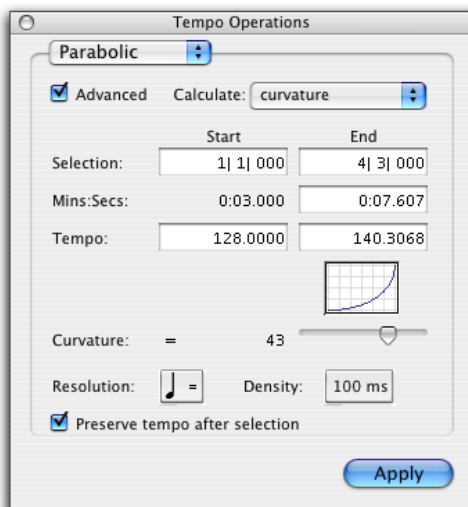 Tempo Operations
Parabolic
Advanced Calculate: curvature
Start End
Selection: 1| 1| 000 4| 3| 000
Mins:Secs: 0:03.000 0:07.607
Tempo: 128.0000 140.3068
Curvature: = 43
Resolution: = Density: 100 ms
Preserve tempo after selection
Apply